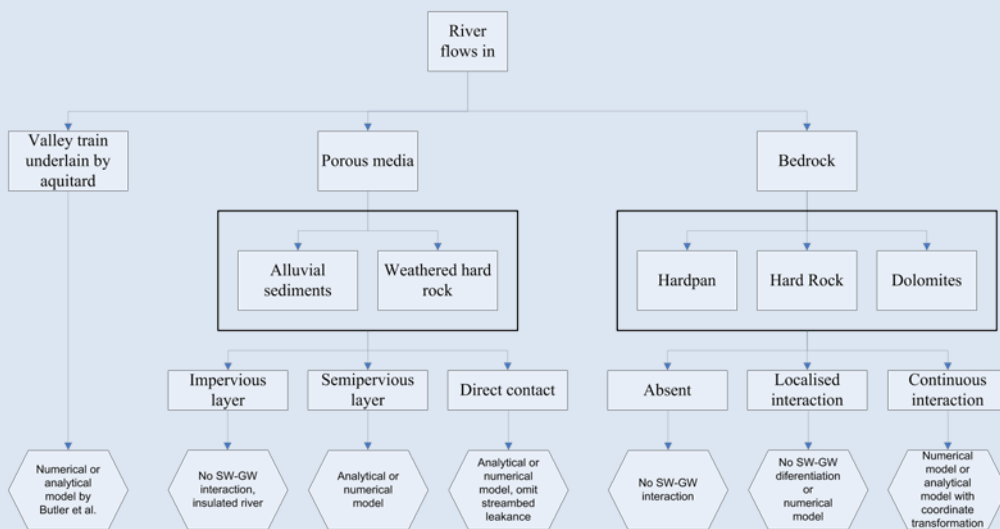 River
flows in
Valley train
underlain by
aquitard
Porous media
Bedrock
Alluvial
sediments
Weathered hard
rock
Hardpan
Hard Rock
Dolomites
Impervious
layer
Semipervious
layer
Direct contact
Absent
Localised
interaction
Continuous
interaction
Numerical or
analytical
model by
Butler et al.
No SW-GW
interaction,
insulated river
Analytical or
numerical
model
Analytical or
numerical
model, omit
streambed
leakance
No SW-GW
interaction
No SW-GW
diferentiation
or
numerical
model
Numerical
model or
analytical
model with
coordinate
transformation